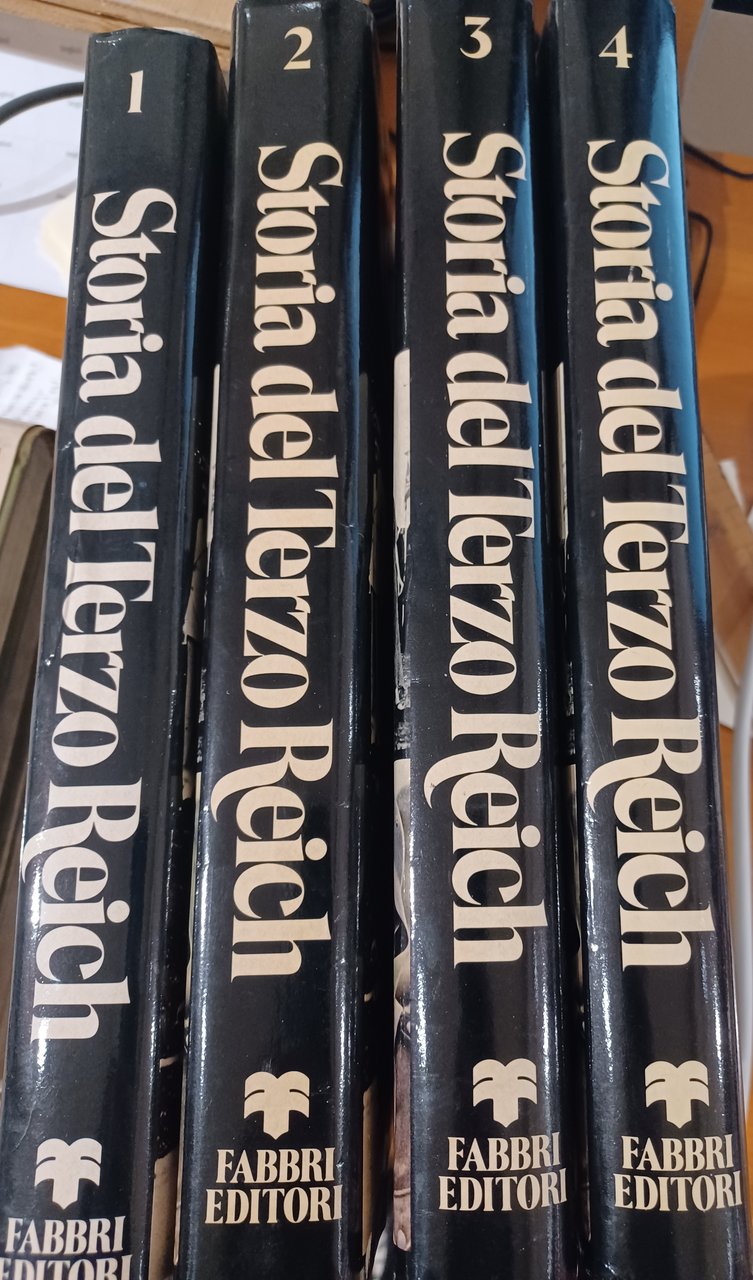 1
Storia del Terzo Reich
FABBRI
EDITORI
2
Storia del Terzo Reich
FABBRI
EDITORI
3
Storia del Terzo Reich
FABBRI
EDITORI
4
Storia del Terzo Reich
FABBRI
EDITORI